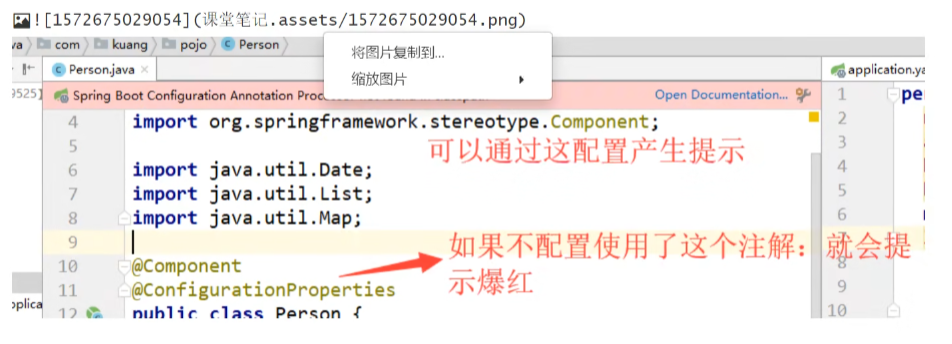 ![1572675029054](课堂笔记.assets/1572675029054.png)
va com kuang pojo Person
将图片复制到...
缩放图片
Person.java
application.ya
9525]
Spring Boot Configuration Annotation Open Documentation...
4 import org.springframework.stereotype.Component;
可以通过这配置产生提示
5
6 import java.util.Date;
7 import java.util.List;
8 import java.util.Map;
9
如果不配置使用了这个注解：就会提
示爆红
10 @Component
11 @ConfigurationProperties
12 public class Person {
pplica
1 pe
2
3
4
5
6
7
8
9
10